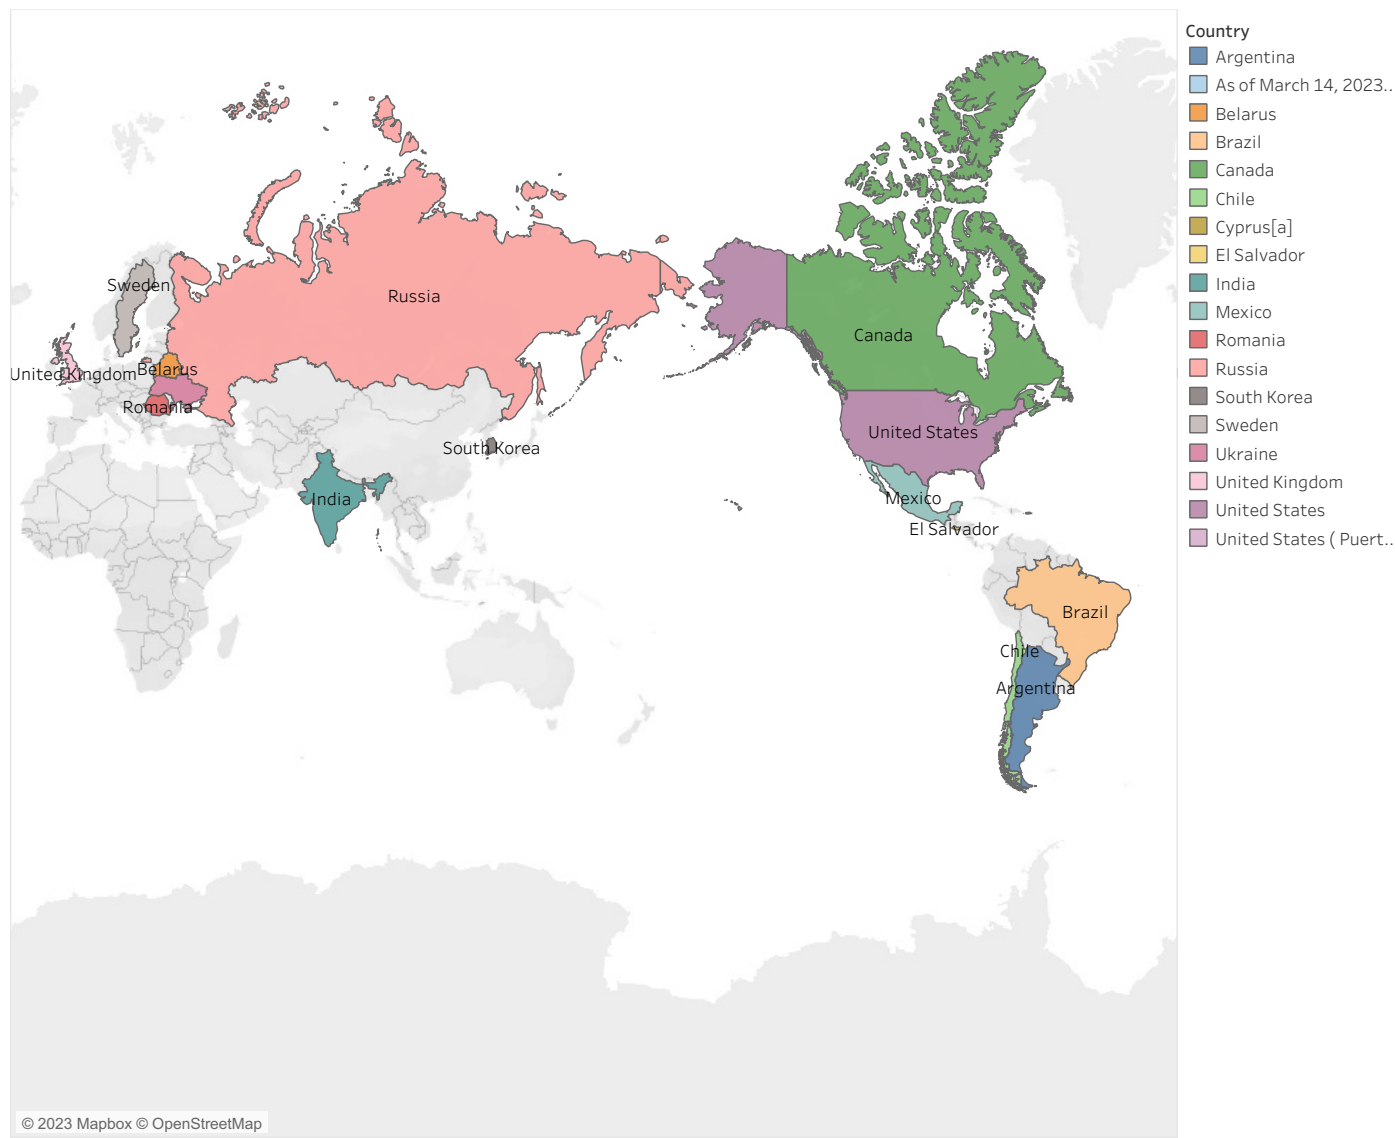 Country
Argentina
As of March 14, 2023..
Belarus
Brazil
Canada
Chile
Cyprus[a]
El Salvador
India
Mexico
Romania
Russia
South Korea
Sweden
Ukraine
United Kingdom
United States
United States ( Puert..
Sweden
Russia
Canada
United Kingdom
Belarus
Romania
United States
South Korea
India
Mexico
El Salvador
Brazil
Chile
Argentina
© 2023 Mapbox © OpenStreetMap